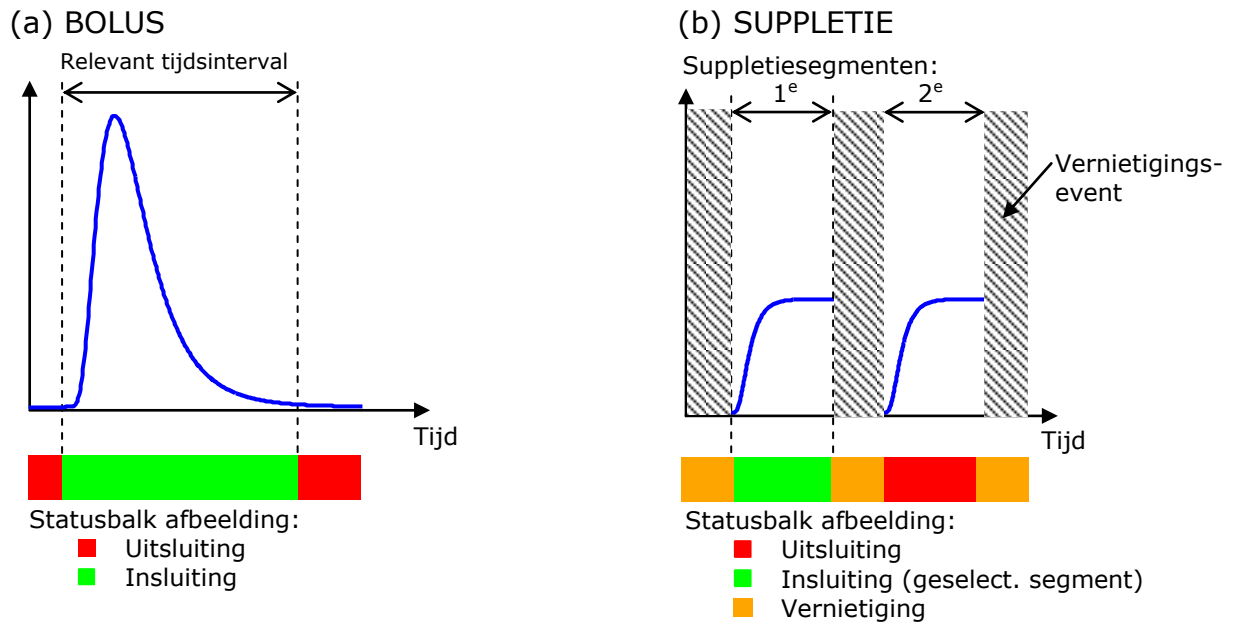 (a) BOLUS
Relevant tijdsinterval
Tijd
Statusbalk afbeelding:
Uitsluiting
Insluiting
(b) SUPPLETIE
Suppletiesegmenten:
1e
2e
Vernietigings-
event
Tijd
Statusbalk afbeelding:
Uitsluiting
Insluiting (geselect. segment)
Vernietiging